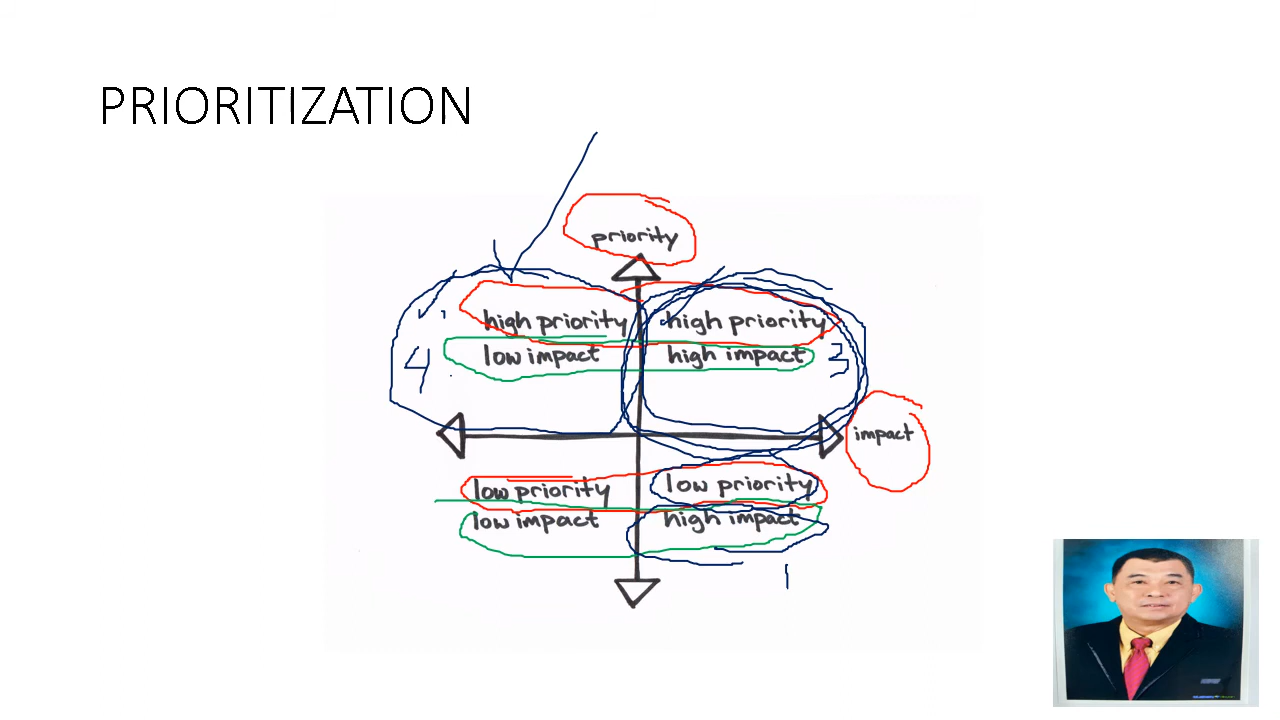 PRIORITIZATION
priority
high priority
low impact
4
high priority
high impact
3
impact
low priority
low impact
low priority
high impact
1